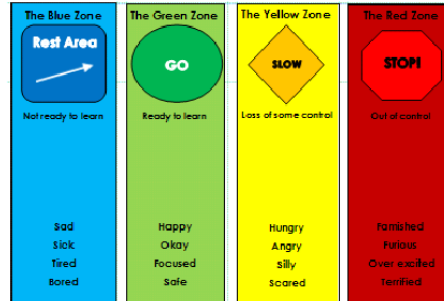 The Blue Zone
Rest Area
Not ready to learn
Sad
Sick
Tired
Bored
The Green Zone
GO
Ready to learn
Happy
Okay
Focused
Safe
The Yellow Zone
SLOW
Loss of some control
Hungry
Angry
Silly
Scared
The Red Zone
STOP!
Out of control
Famished
Furious
Over excited
Terrified